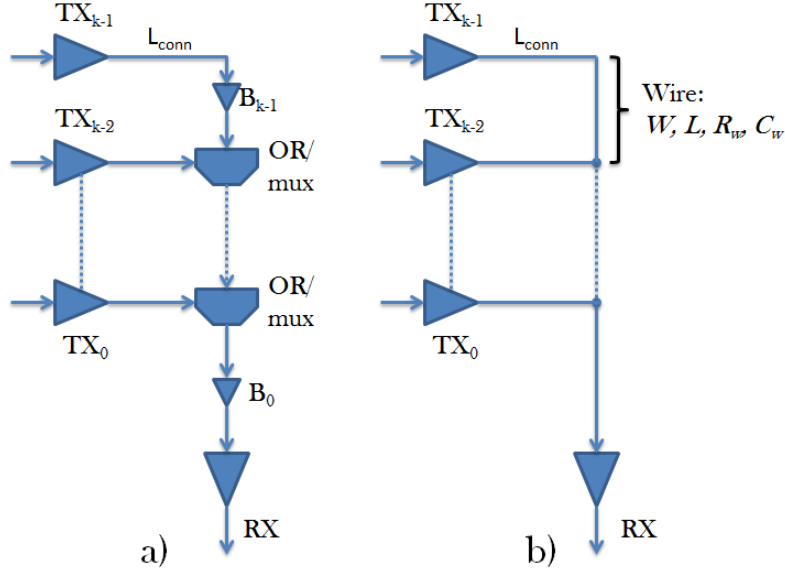 TXk-1
Lconn
Bk-1
TXk-2
OR/
mux
OR/
mux
TX0
B0
RX
a)
TXk-1
Lconn
Wire:
W, L, Rw, Cw
TXk-2
TX0
RX
b)